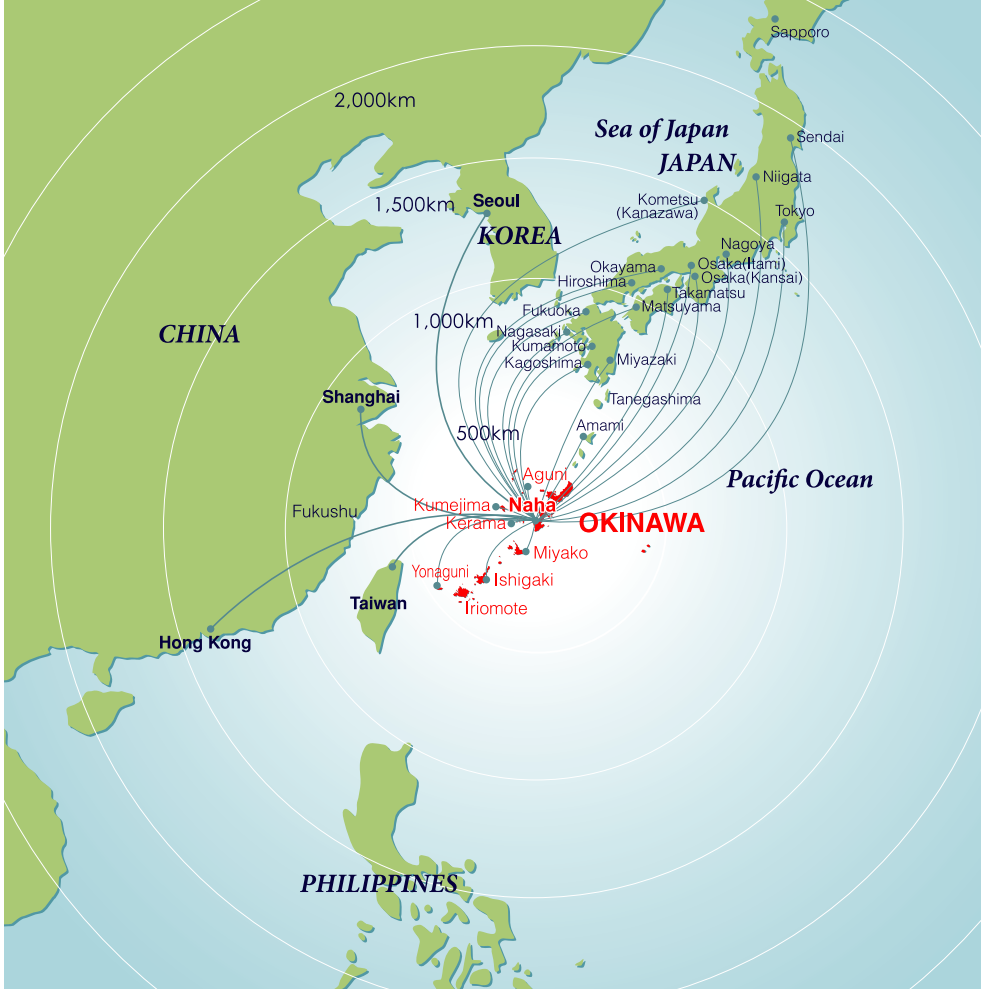 Sapporo
2,000km
Sea of Japan
JAPAN
Sendai
Niigata
Kometsu
(Kanazawa)
1,500km
Seoul
KOREA
Tokyo
Nagoya
Okayama
Osaka(Itami)
Hiroshima
Osaka(Kansai)
Takamatsu
Matsuyama
Fukuoka
1,000km
CHINA
Nagasaki
Kumamoto
Kagoshima
Miyazaki
Shanghai
Tanegashima
Amami
500km
Aguni
Pacific Ocean
Kumejima
Naha
Fukushu
Kerama
OKINAWA
Miyako
Yonaguni
Ishigaki
Taiwan
Iriomote
Hong Kong
PHILIPPINES